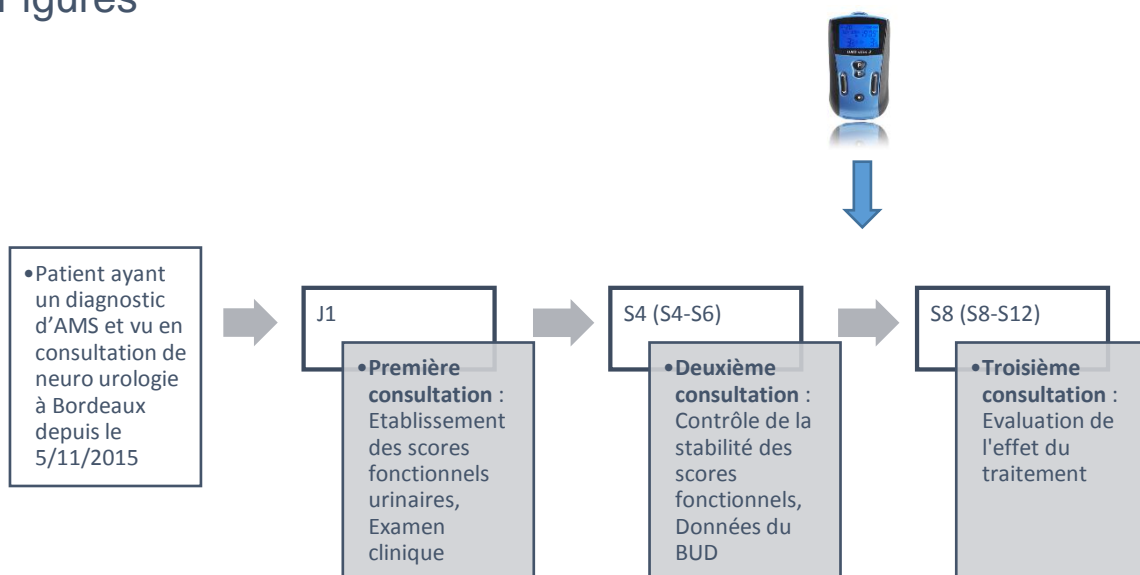 Figures
•Patient ayant
un diagnostic
d'AMS et vu en
consultation de
neuro urologie
à Bordeaux
depuis le
5/11/2015
J1
•Première
consultation :
Etablissement
des scores
fonctionnels
urinaires,
Examen
clinique
S4 (S4-S6)
•Deuxième
consultation :
Contrôle de la
stabilité des
scores
fonctionnels,
Données du
BUD
S8 (S8-S12)
•Troisième
consultation :
Evaluation de
l'effet du
traitement